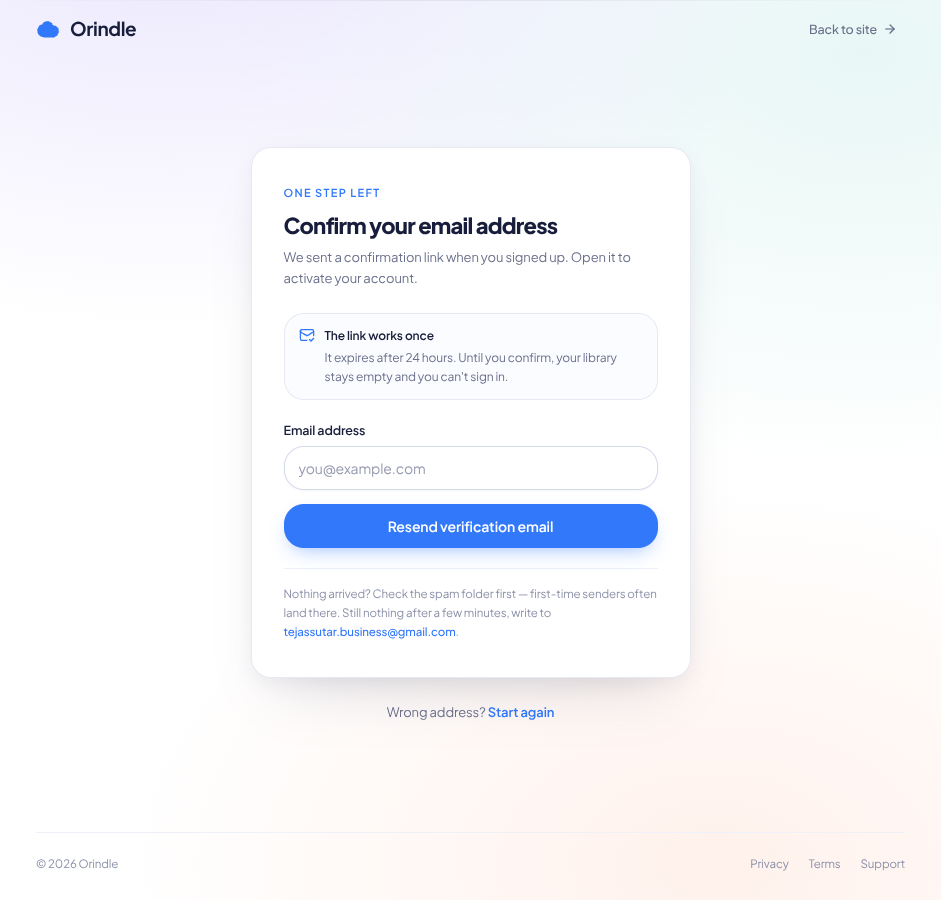 Orindle
Back to site
ONE STEP LEFT
Confirm your email address
We sent a confirmation link when you signed up. Open it to
activate your account.
The link works once
It expires after 24 hours. Until you confirm, your library
stays empty and you can't sign in.
Email address
you@example.com
Resend verification email
Nothing arrived? Check the spam folder first — first-time senders often
land there. Still nothing after a few minutes, write to
tejassutar.business@gmail.com.
Wrong address? Start again
© 2026 Orindle
Privacy Terms Support